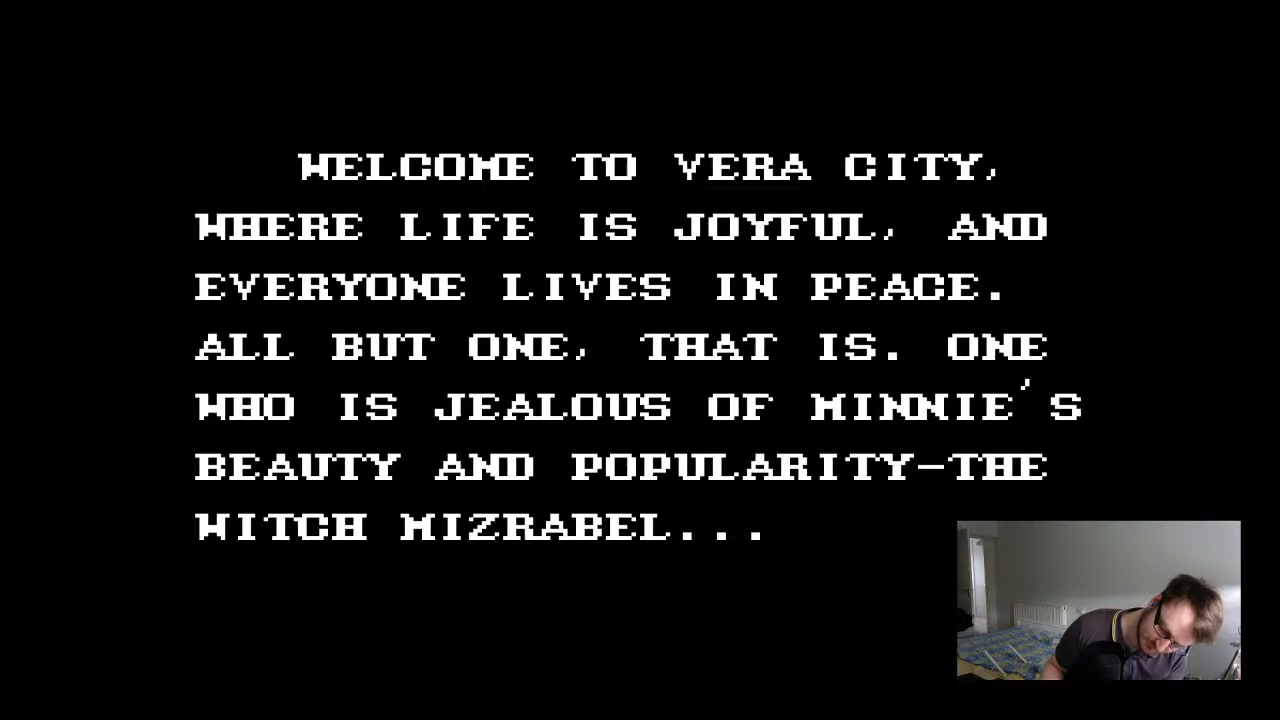 WELCOME TO VERA CITY,
WHERE LIFE IS JOYFUL, AND
EVERYONE LIVES IN PEACE.
ALL BUT ONE, THAT IS. ONE
WHO IS JEALOUS OF MINNIE'S
BEAUTY AND POPULARITY-THE
WITCH MIZRABEL...